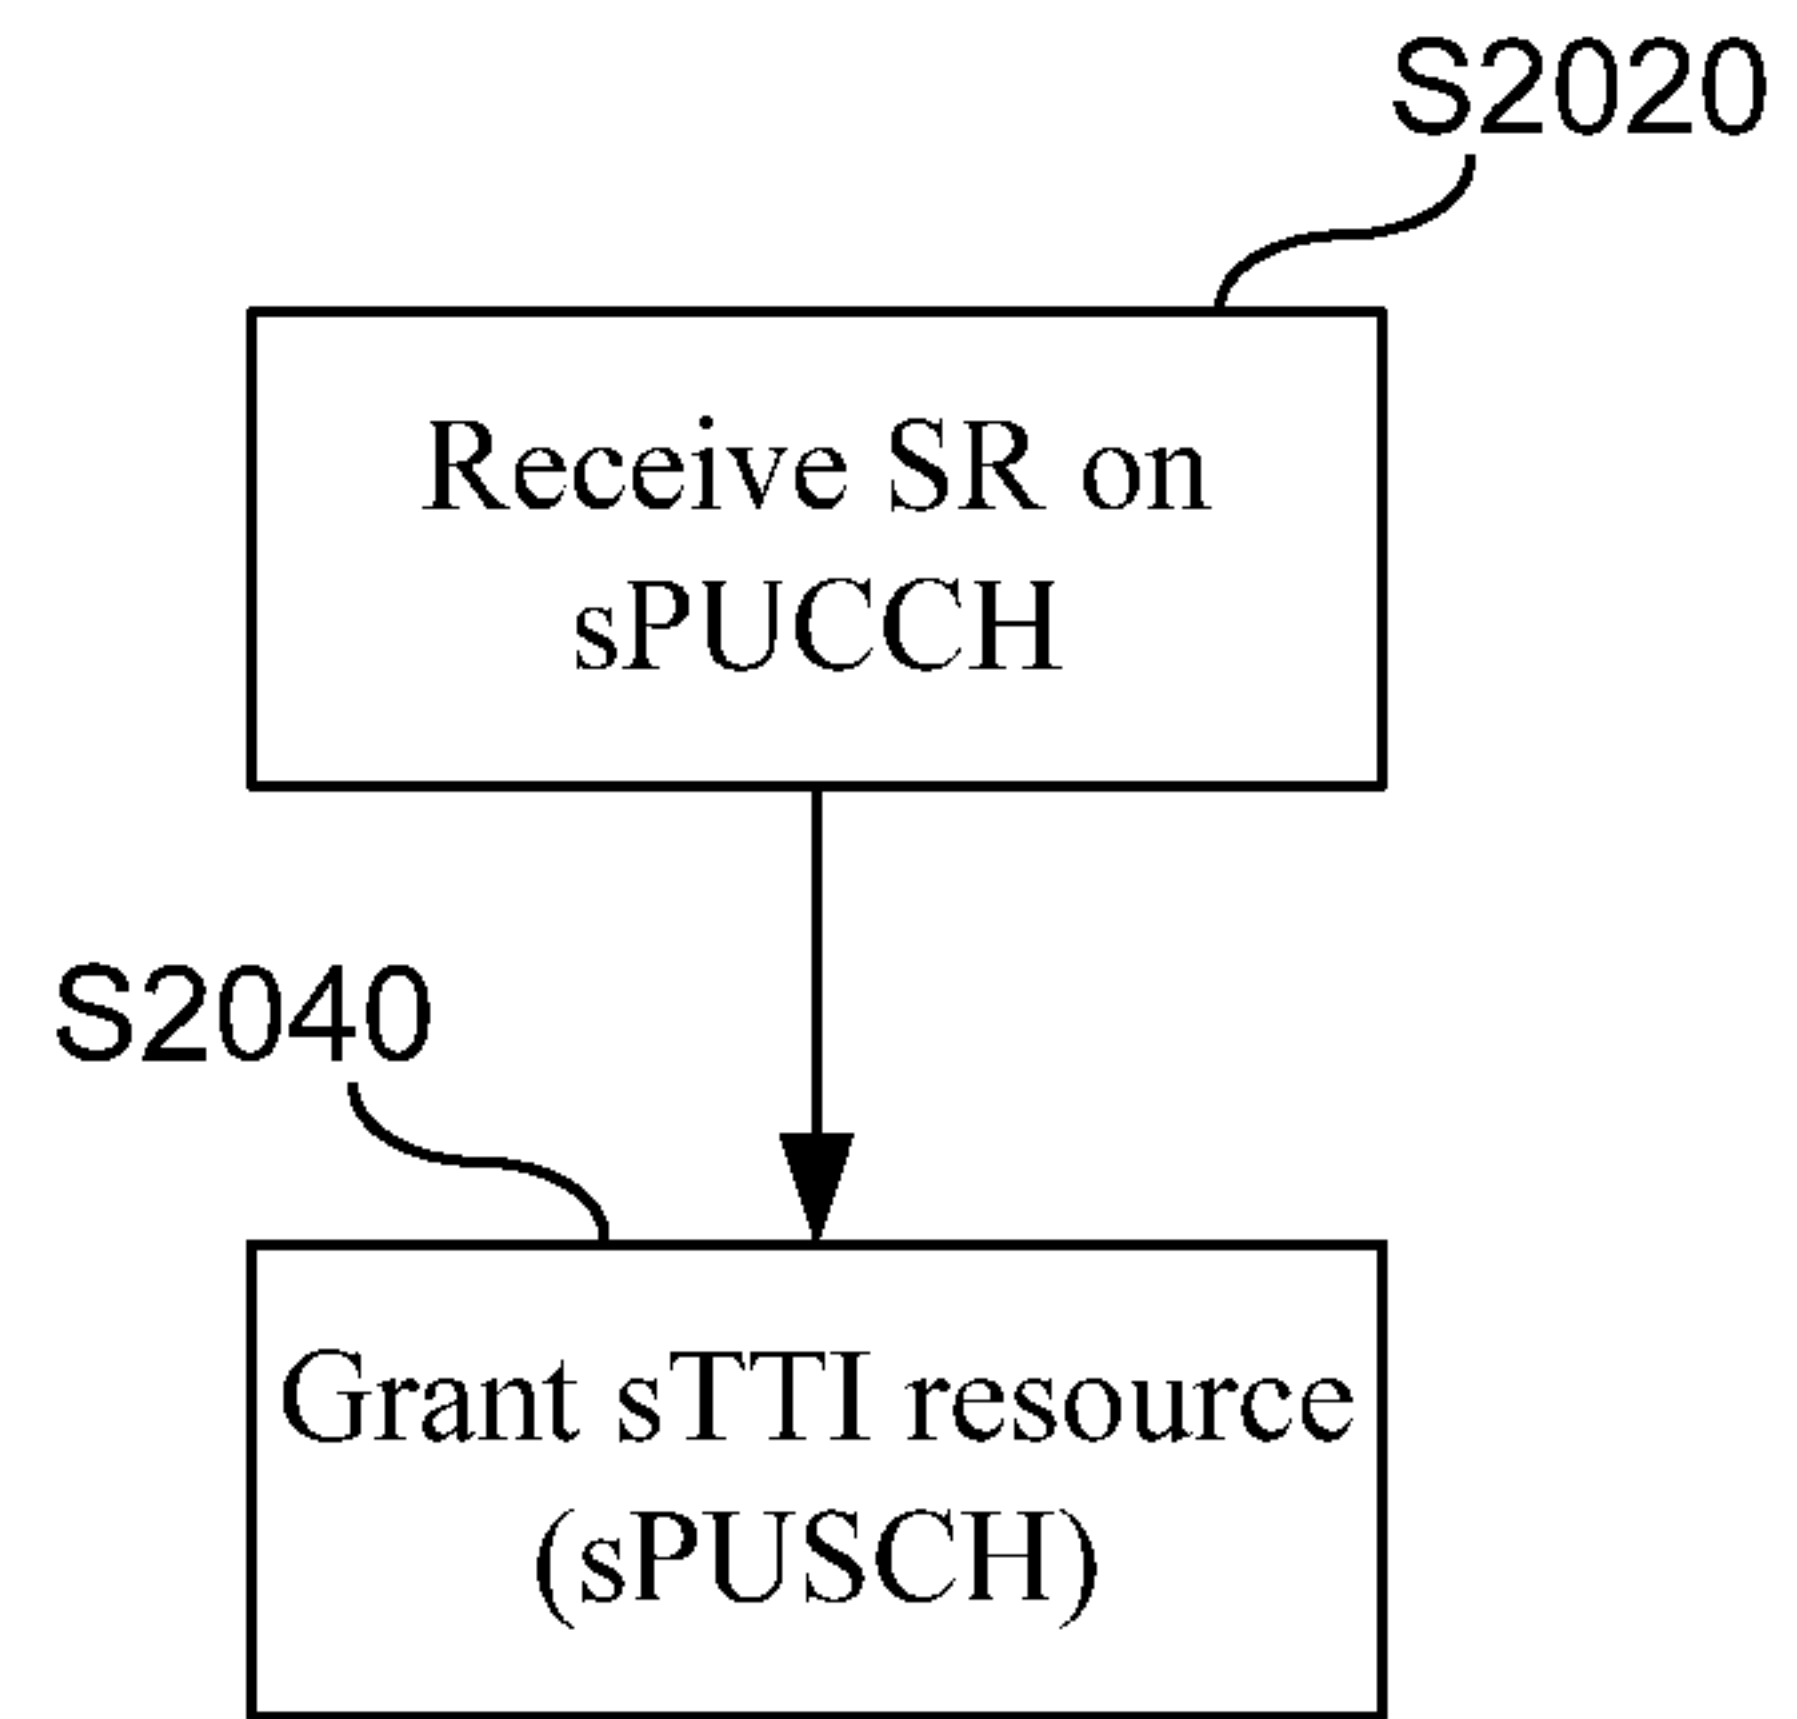 S2020
Receive SR on
sPUCCH
S2040
Grant sTTI resource
(sPUSCH)